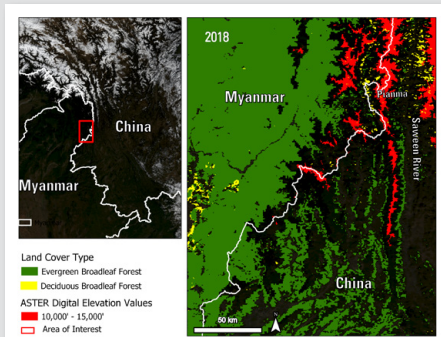 China
Myanmar
Land Cover Type
Evergreen Broadleaf Forest
Deciduous Broadleaf Forest
ASTER Digital Elevation Values
10,000' - 15,000'
Area of Interest
2018
Myanmar
Pianma
Salween River
China
50 km
N